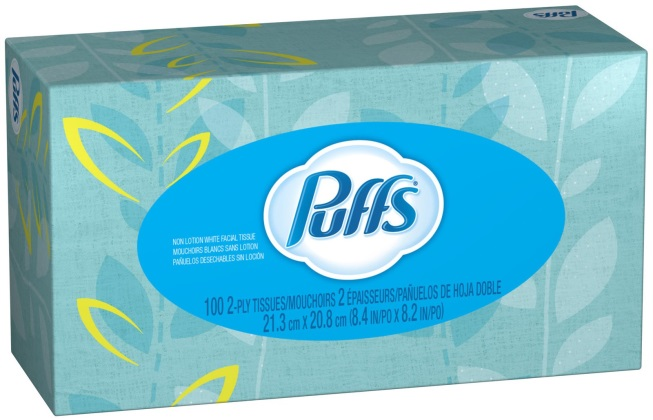 Puffs
Puffs
Puffs
NON LOTION WHITE FACIAL TISSUE
MOUCHOIRS BLANCS SANS LOTION
PAÑUELOS DESECHABLES SIN LOCIÓN
100 2-PLY TISSUES/MOUCHOIRS 2 ÉPAISSEURS/PAÑUELOS DE HOJA DOBLE
21.3 cm X 20.8 cm (8.4 IN/PO X 8.2 IN/PO)